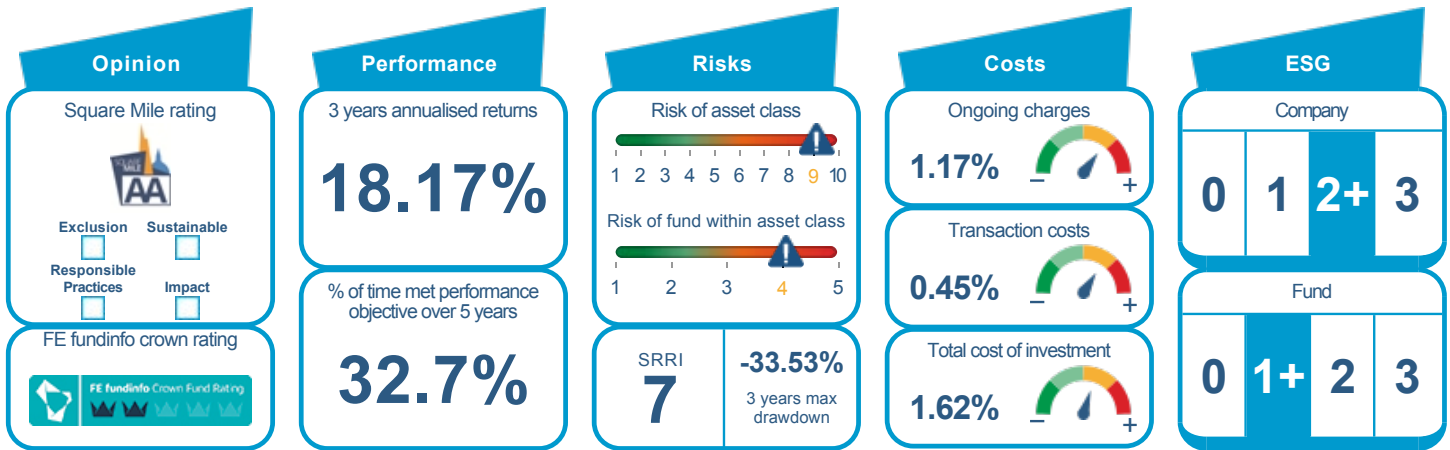 Opinion
Square Mile rating
SQUARE
MILE
AA
Exclusion
Sustainable
Responsible
Practices
Impact
FE fundinfo crown rating
FE fundinfo Crown Fund Rating
Performance
3 years annualised returns
18.17%
% of time met performance
objective over 5 years
32.7%
Risks
Risk of asset class
1 2 3 4 5 6 7 8 9 10
Risk of fund within asset class
1 2 3 4 5
SRRI
7
-33.53%
3 years max
drawdown
Costs
Ongoing charges
1.17%
– +
Transaction costs
0.45%
– +
Total cost of investment
1.62%
– +
ESG
Company
0 1 2+ 3
Fund
0 1+ 2 3